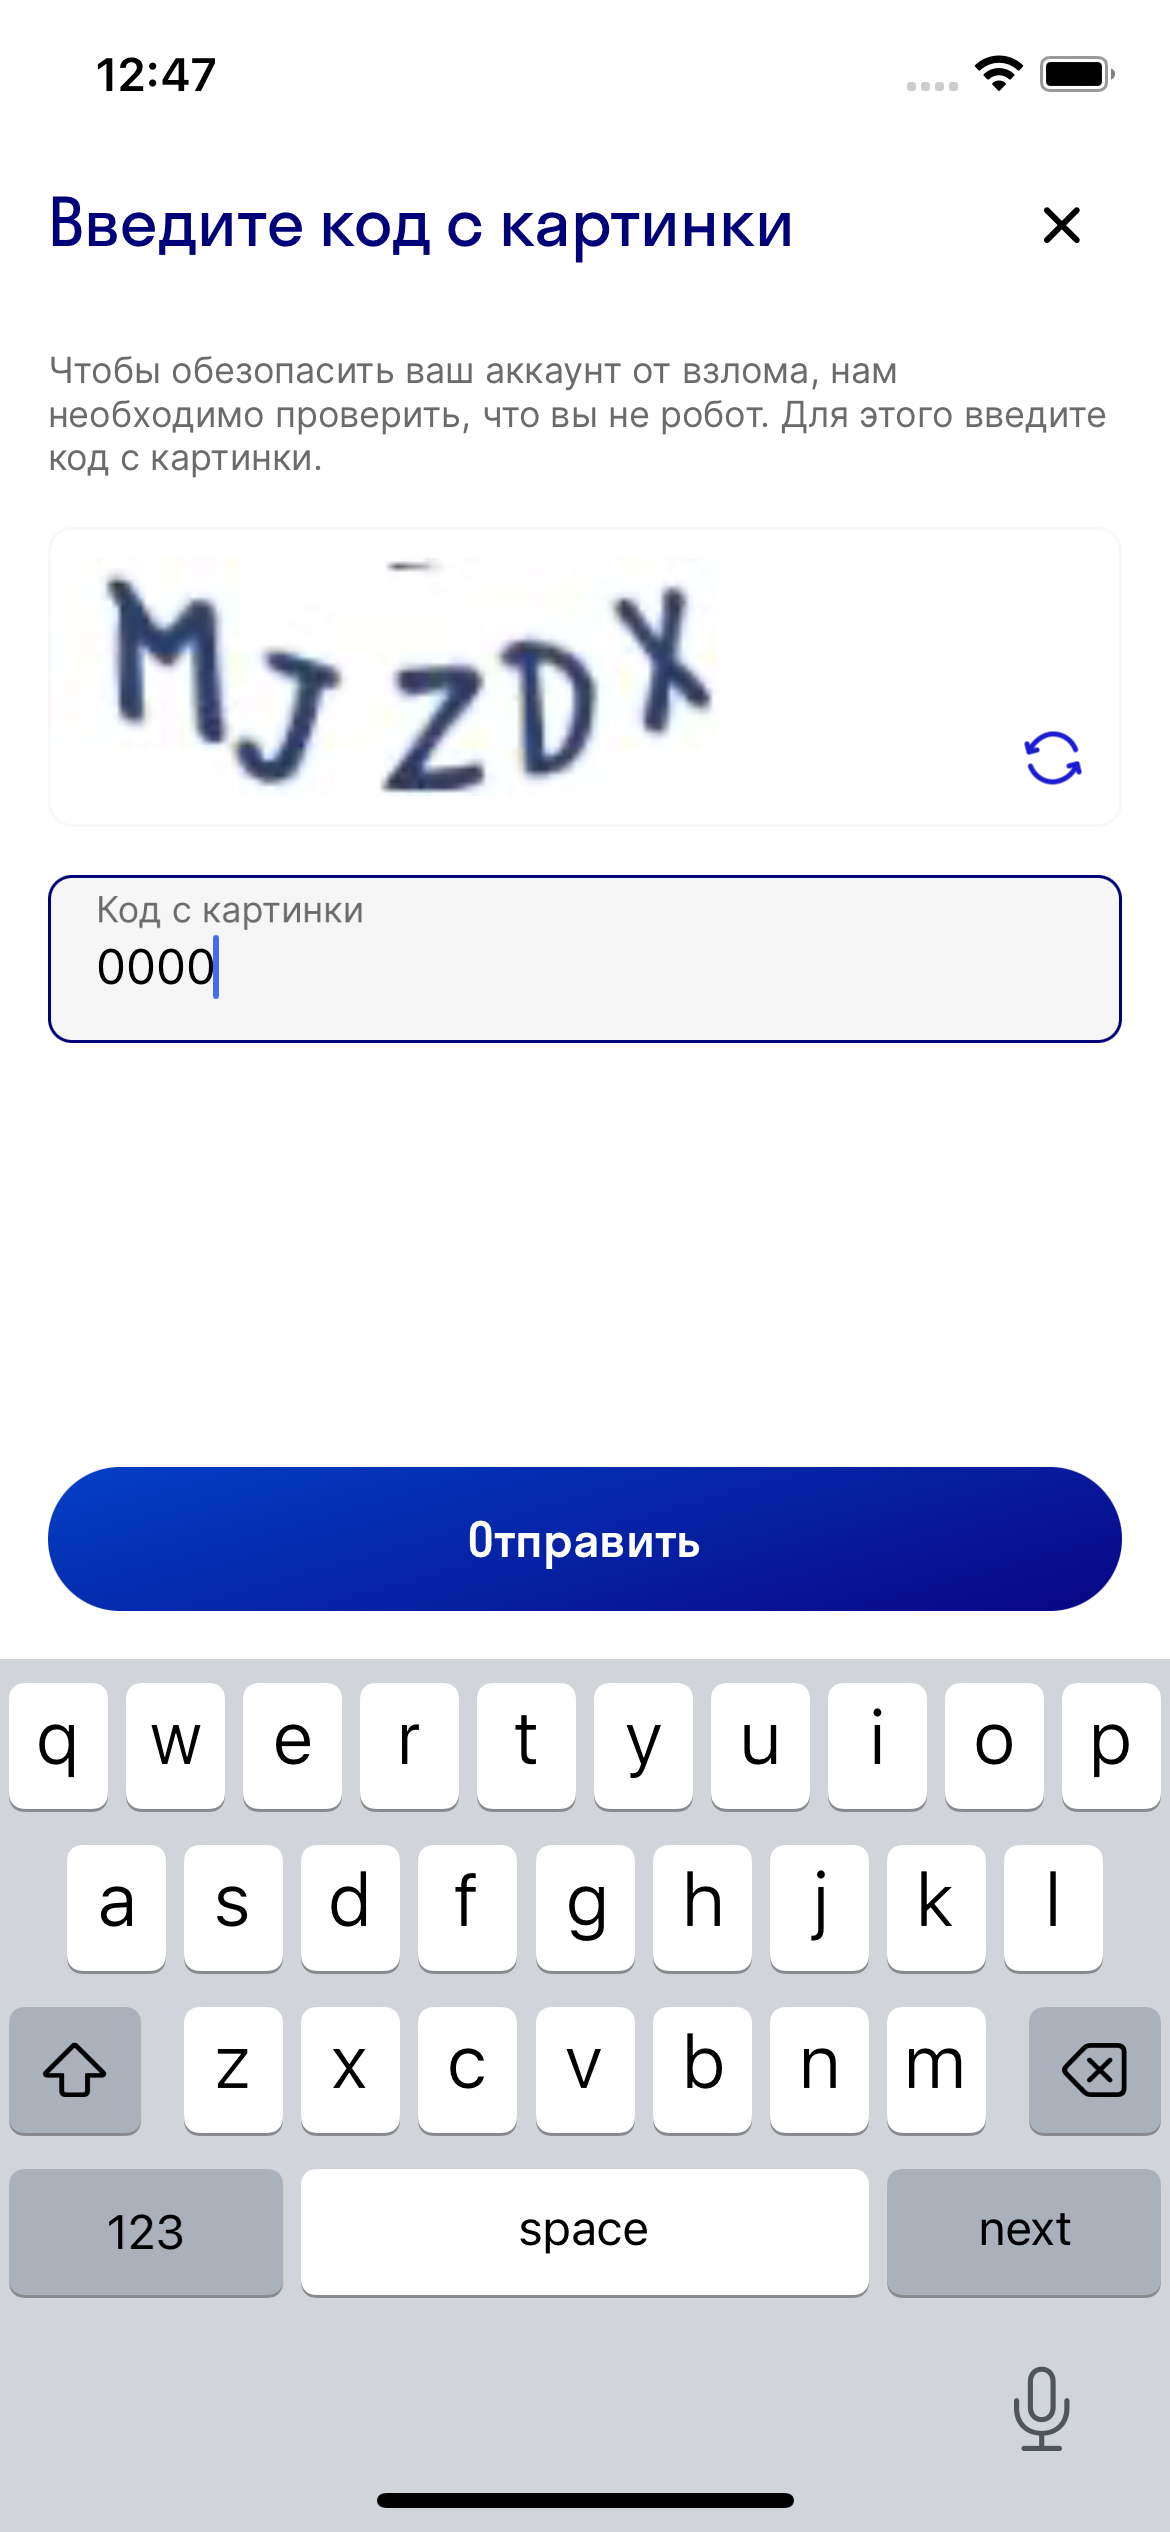 12:47
Введите код с картинки
Чтобы обезопасить ваш аккаунт от взлома, нам
необходимо проверить, что вы не робот. Для этого введите
код с картинки.
MJZDX
Код с картинки
0000
Отправить
q w e r t y u i o p
a s d f g h j k l
z x c v b n m
123 space next